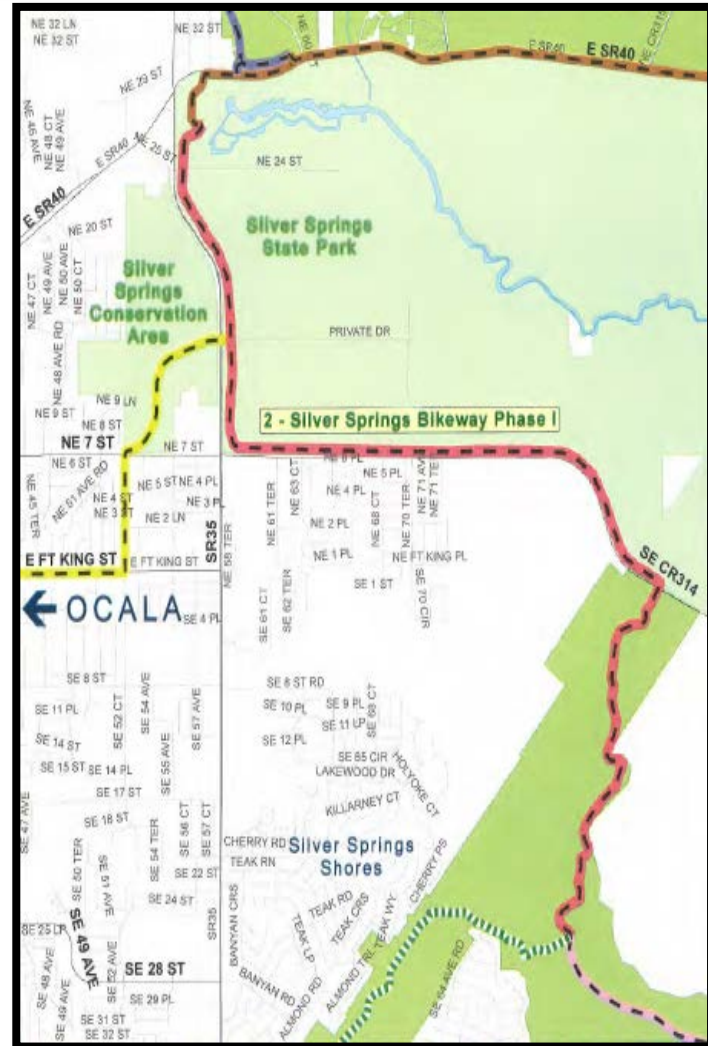 NE 32 LN
NE 32 ST
NE 32 ST
NE 60 CT
NE CR315
E SR40
E SR40
NE 29 ST
NE 46 AVE
NE 48 CT
NE 49 AVE
E SR40
NE 25 ST
NE 24 ST
E SR40
NE 20 ST
Silver Springs
State Park
Silver
Springs
Conservation
Area
NE 47 CT
NE 49 AVE
NE 50 AVE
NE 50 CT
NE 48 AVE RD
PRIVATE DR
NE 9 LN
NE 9 ST
NE 8 ST
2 - Silver Springs Bikeway Phase I
NE 7 ST
NE 7 ST
NE 6 ST
NE 45 TER
NE 51 AVE RD
NE 5 ST
NE 4 PL
NE 4 ST
NE 3 PL
NE 3 ST
NE 2 LN
SR35
NE 58 TER
NE 61 TER
NE 63 CT
NE 5 PL
NE 4 PL
NE 68 CT
NE 70 TER
NE 71 AVE
NE 71 TER
NE 2 PL
NE 1 PL
NE FT KING PL
E FT KING ST
E FT KING ST
SE 1 ST
SE 70 CIR
SE CR314
OCALA
SE 4 PL
SE 61 CT
SE 62 TER
SE 8 ST
SE 8 ST RD
SE 11 PL
SE 52 CT
SE 54 AVE
SE 57 AVE
SE 10 PL
SE 9 PL
SE 11 LP
SE 68 CT
SE 12 PL
SE 14 ST
SE 15 ST
SE 14 PL
SE 55 AVE
SE 65 CIR
LAKEWOOD DR
HOLYOKE CT
SE 17 ST
KILLARNEY CT
SE 47 AVE
SE 18 ST
SE 50 TER
SE 51 AVE
SE 54 TER
SE 56 CT
SE 57 CT
CHERRY RD
TEAK RN
Silver Springs
Shores
CHERRY PS
SE 22 ST
SE 24 ST
SR35
BANYAN CRS
TEAK RD
TEAK CRS
TEAK LP
TEAK WY
ALMOND TRL
SE 64 AVE RD
SE 25 LP
SE 49 AVE
SE 52 AVE
SE 28 ST
BANYAN RD
ALMOND RD
SE 48 AVE
SE 49 AVE
SE 29 PL
SE 31 ST
SE 32 ST